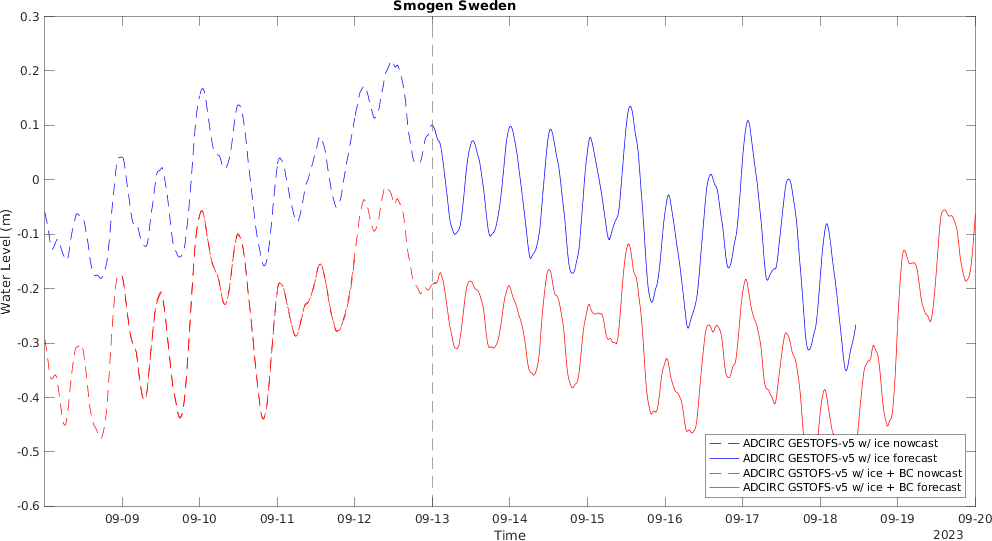 Smogen Sweden
0.3
0.2
0.1
0
-0.1
-0.2
-0.3
-0.4
-0.5
-0.6
Water Level (m)
ADCIRC GESTOFS-v5 w/ ice nowcast
ADCIRC GESTOFS-v5 w/ ice forecast
ADCIRC GSTOFS-v5 w/ ice + BC nowcast
ADCIRC GSTOFS-v5 w/ ice + BC forecast
09-09 09-10 09-11 09-12 09-13 09-14 09-15 09-16 09-17 09-18 09-19 09-20
Time
2023